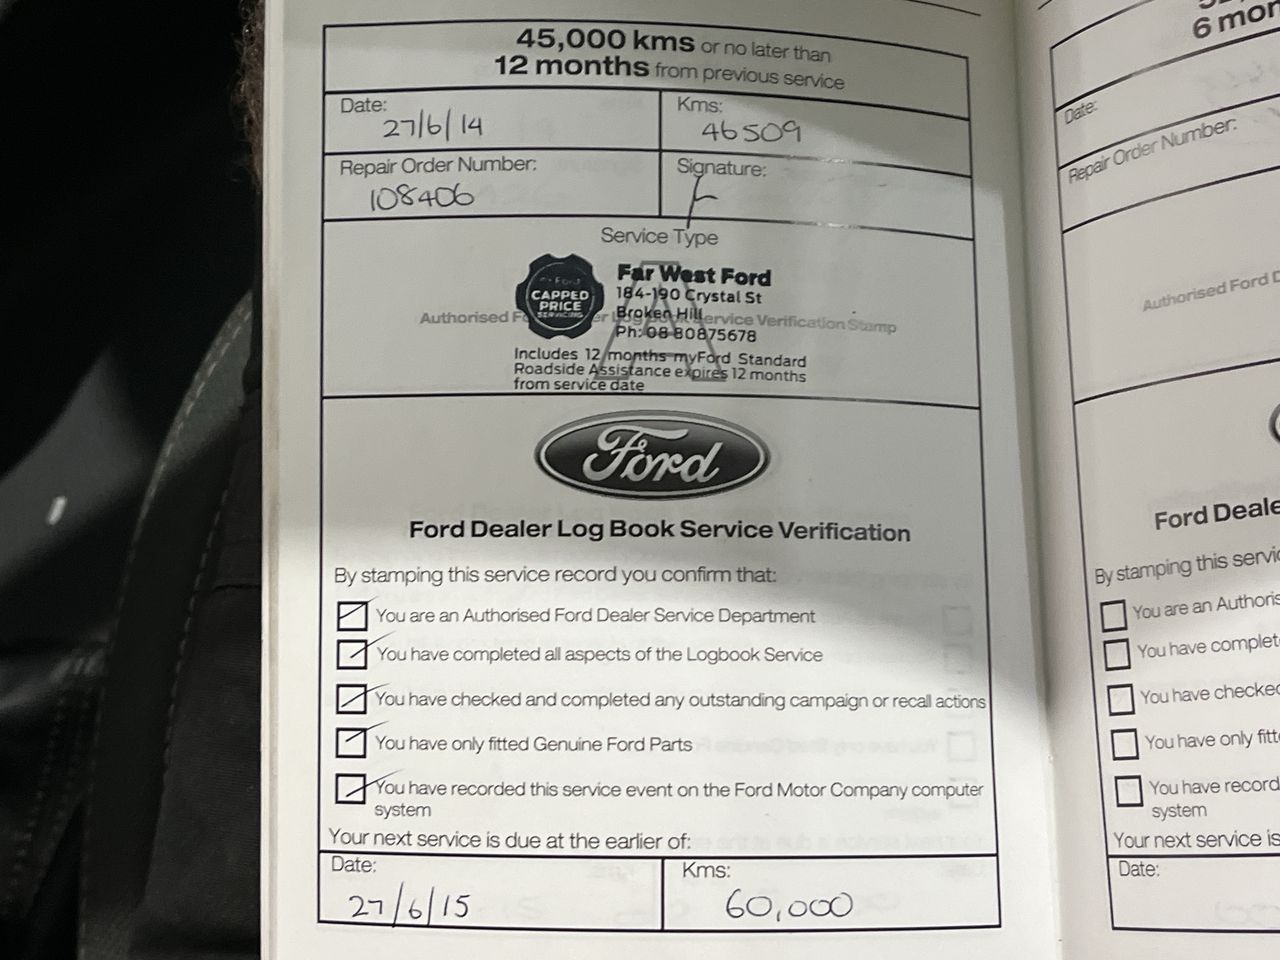 45,000 kms or no later than
12 months from previous service
Date:
27/6/14
Kms:
46509
Repair Order Number:
108406
Signature:
Service Type
Ford
CAPPED
PRICE
SERVICING
Far West Ford
184-190 Crystal St
Broken Hill
Ph: 08 80875678
Authorised Service Verification Stamp
A
Includes 12 months myFord Standard
Roadside Assistance expires 12 months
from service date
Ford
Ford Dealer Log Book Service Verification
By stamping this service record you confirm that:
You are an Authorised Ford Dealer Service Department
You have completed all aspects of the Logbook Service
You have checked and completed any outstanding campaign or recall actions
You have only fitted Genuine Ford Parts
You have recorded this service event on the Ford Motor Company computer
system
Your next service is due at the earlier of:
Date:
27/6/15
Kms:
60,000
6 mon
Date:
Repair Order Number:
Authorised Ford D
Ford Deale
By stamping this servic
You are an Authoris
You have complet
You have checked
You have only fitt
You have record
system
Your next service is
Date: